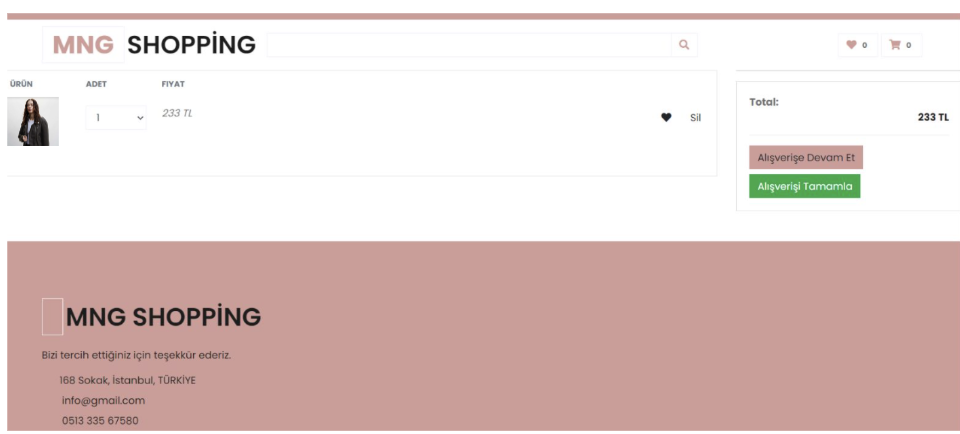 MNG SHOPPİNG
0 0
ÜRÜN ADET FIYAT
1 233 TL Sil
Total:
233 TL
Alışverişe Devam Et
Alışverişi Tamamla
MNG SHOPPİNG
Bizi tercih ettiğiniz için teşekkür ederiz.
168 Sokak, İstanbul, TÜRKİYE
info@gmail.com
0513 335 67580